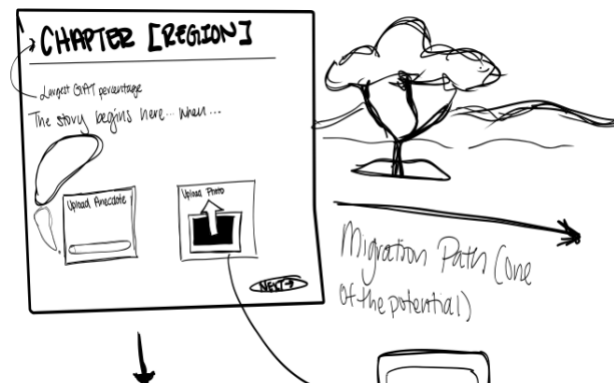 CHAPTER [REGION]
Largest GIAT percentage
The story begins here... when...
Upload Anecdote
Upload Photo
NEXT→
Migration Path (one
of the potential)